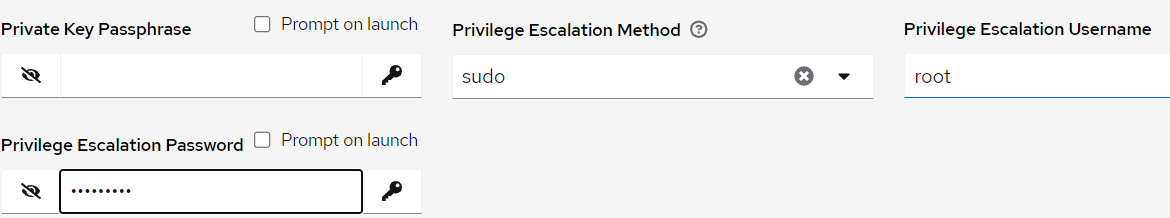 Private Key Passphrase
Prompt on launch
Privilege Escalation Method
Privilege Escalation Username
sudo
root
Privilege Escalation Password
Prompt on launch
•••••••••